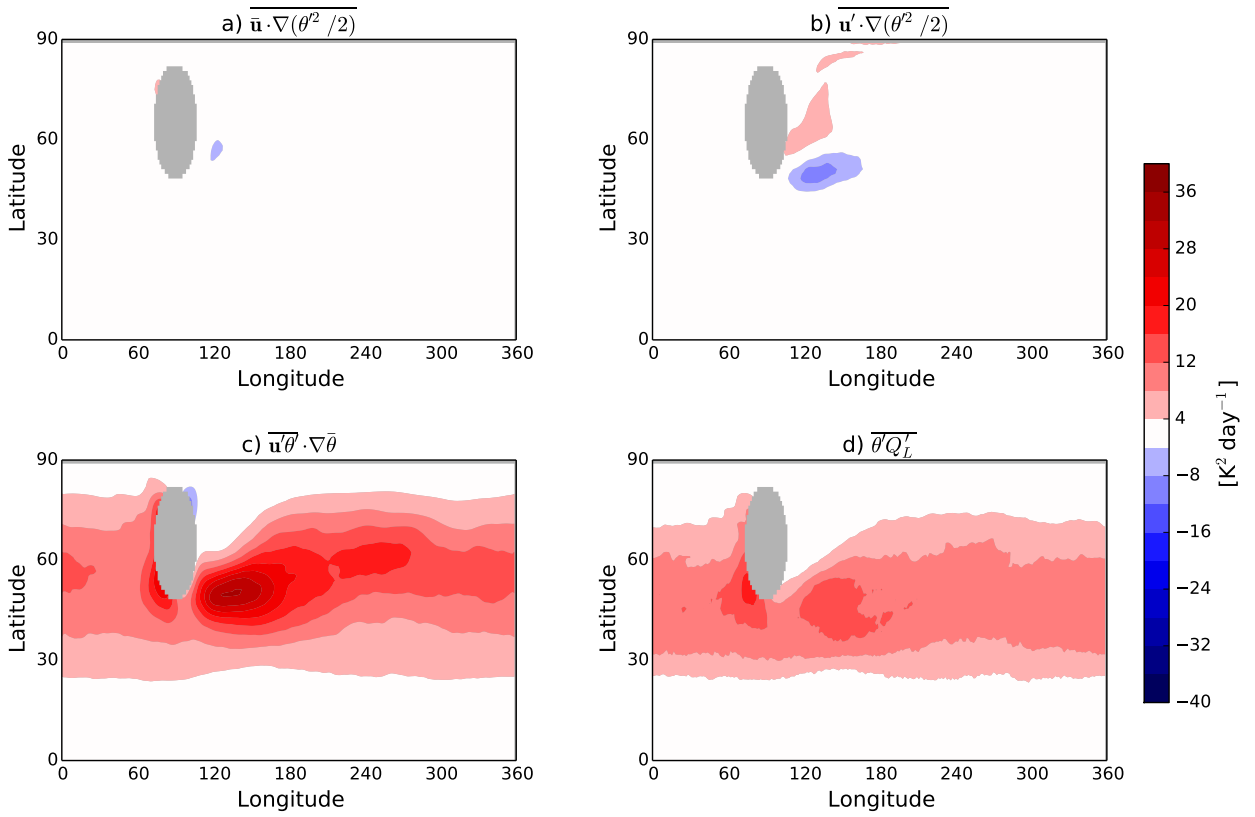 a) $\overline{\bar{\mathbf{u}} \cdot \nabla(\theta'^2/2)}$
b) $\overline{\mathbf{u}' \cdot \nabla(\theta'^2/2)}$
90
60
30
0
Latitude
0 60 120 180 240 300 360
Longitude
90
60
30
0
Latitude
0 60 120 180 240 300 360
Longitude
c) $\overline{\mathbf{u}'\theta'} \cdot \nabla\bar{\theta}$
d) $\overline{\theta' Q_L'}$
90
60
30
0
Latitude
0 60 120 180 240 300 360
Longitude
90
60
30
0
Latitude
0 60 120 180 240 300 360
Longitude
36
28
20
12
4
−8
−16
−24
−32
−40
[K² day⁻¹]